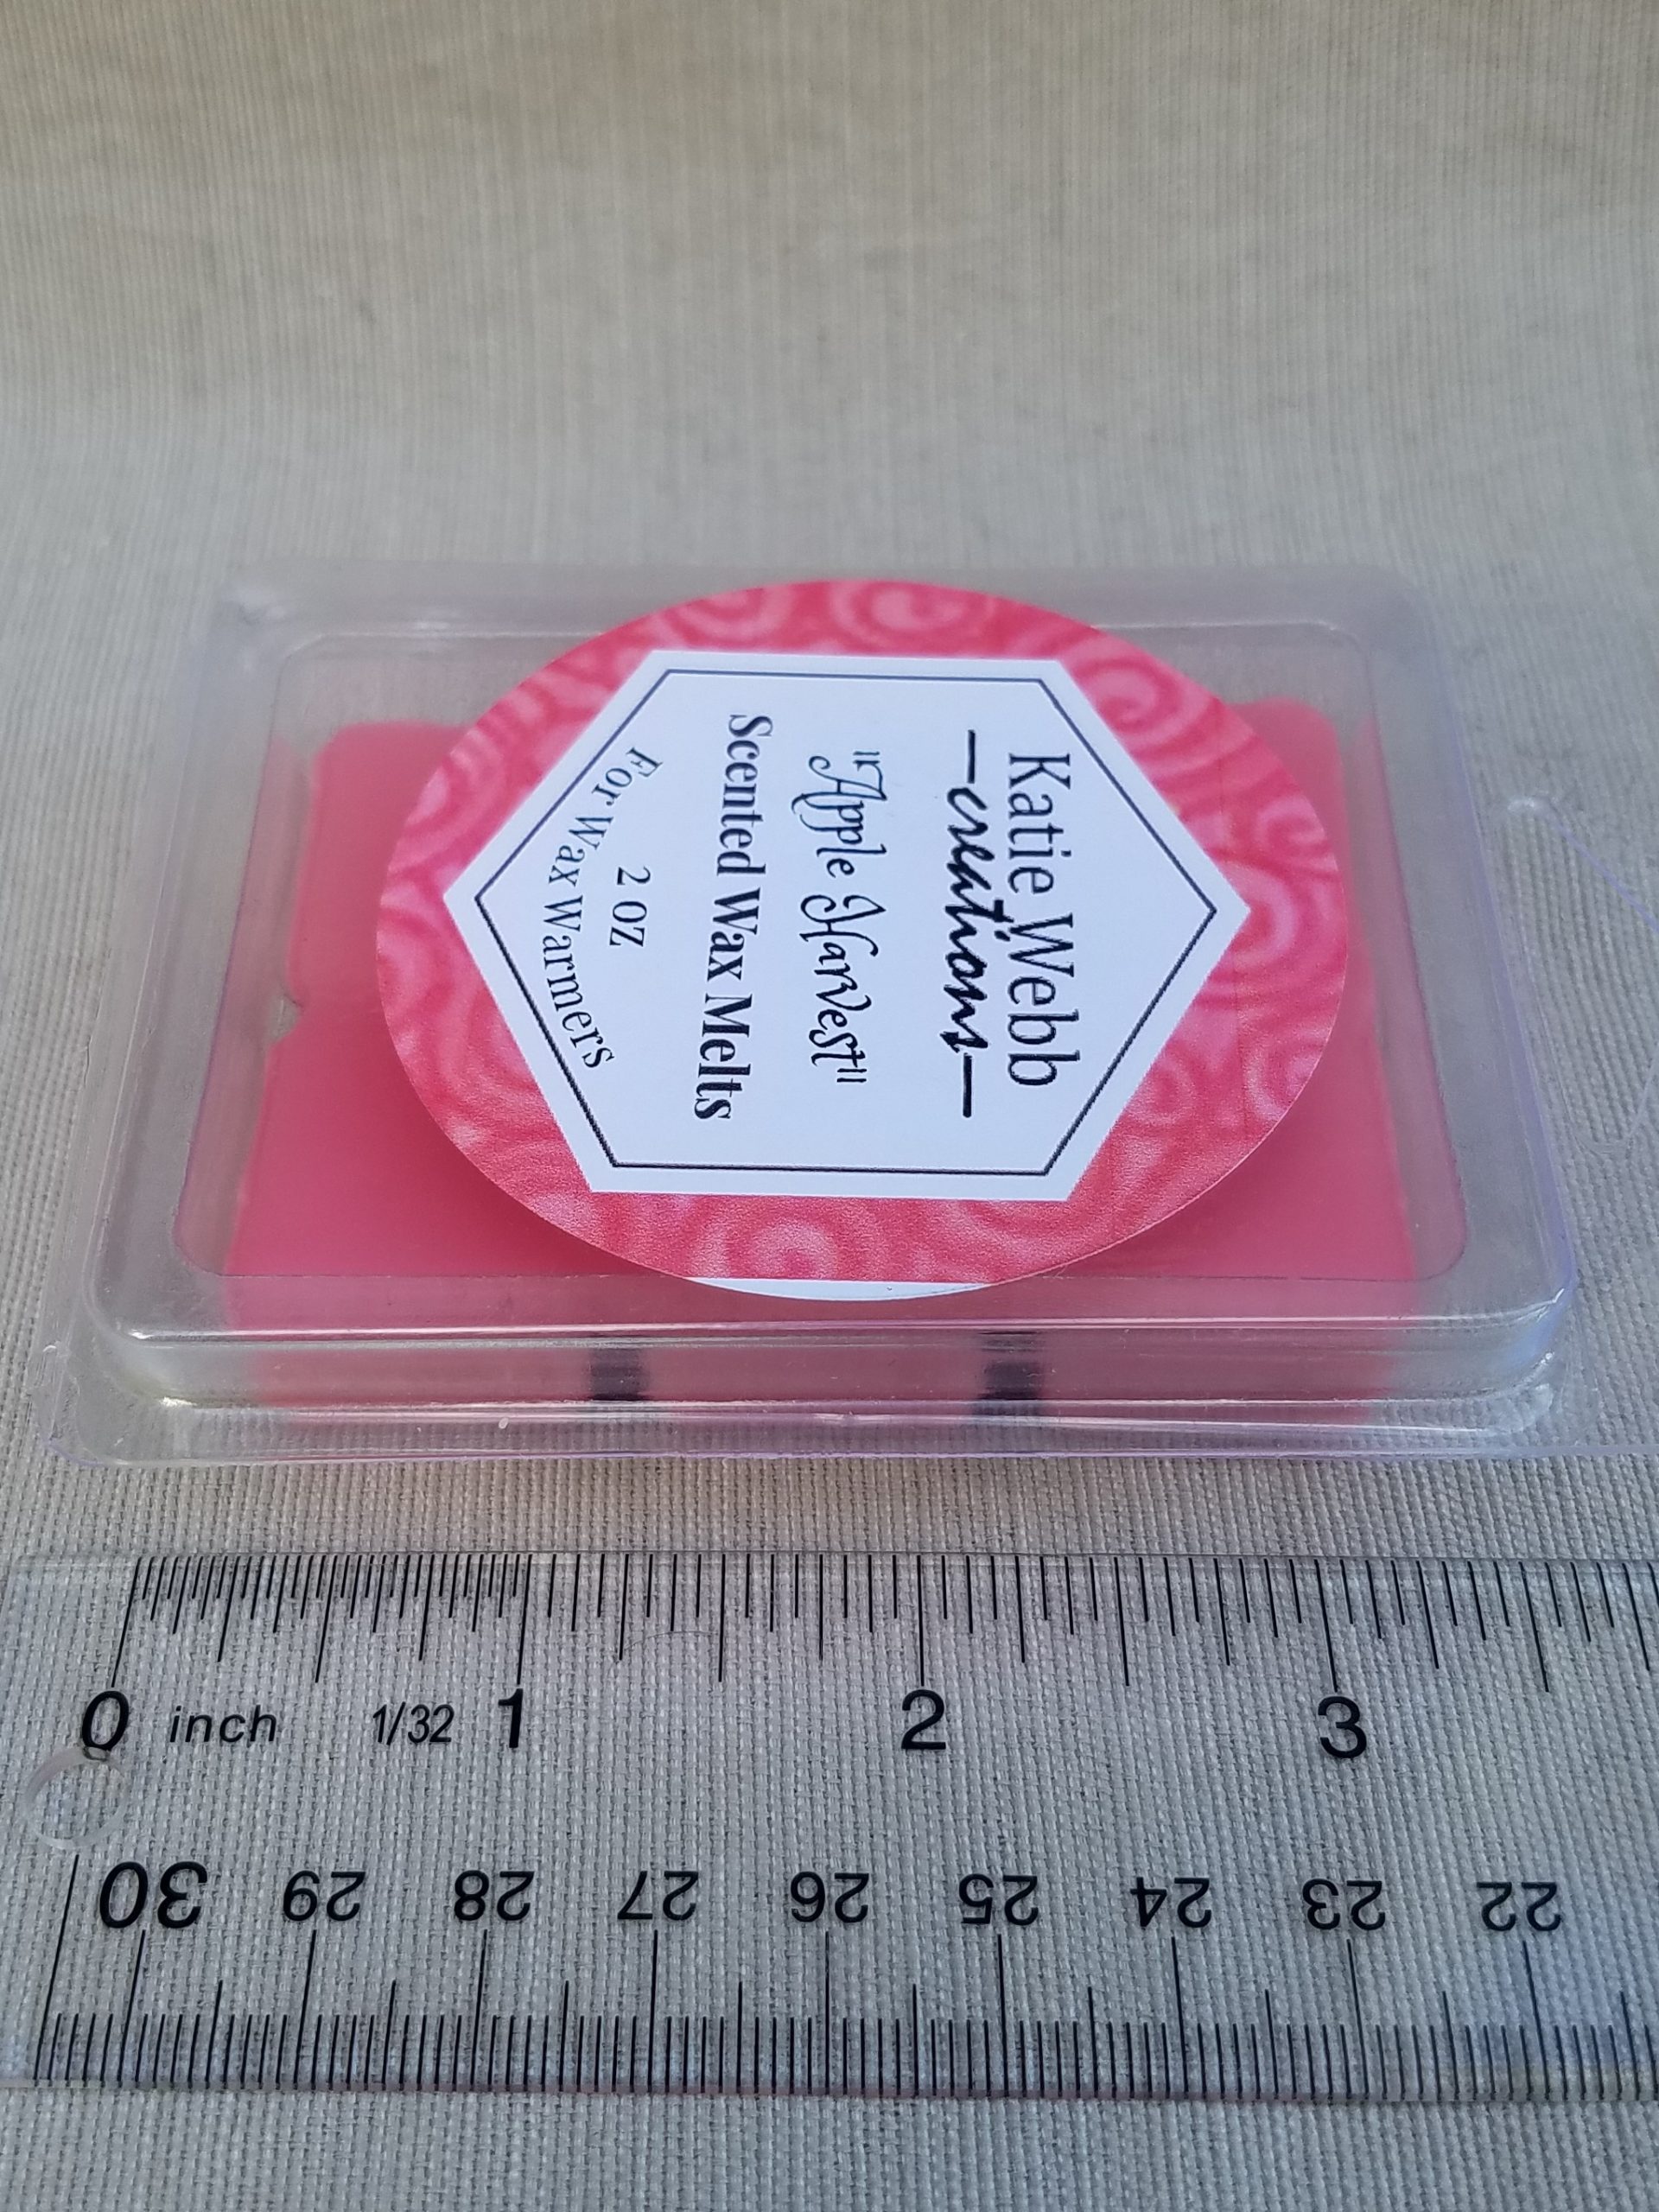 Katie Webb
creations
"Apple Harvest"
Scented Wax Melts
2 OZ
For Wax Warmers
0 inch 1/32 1 2 3
30 29 28 27 26 25 24 23 22